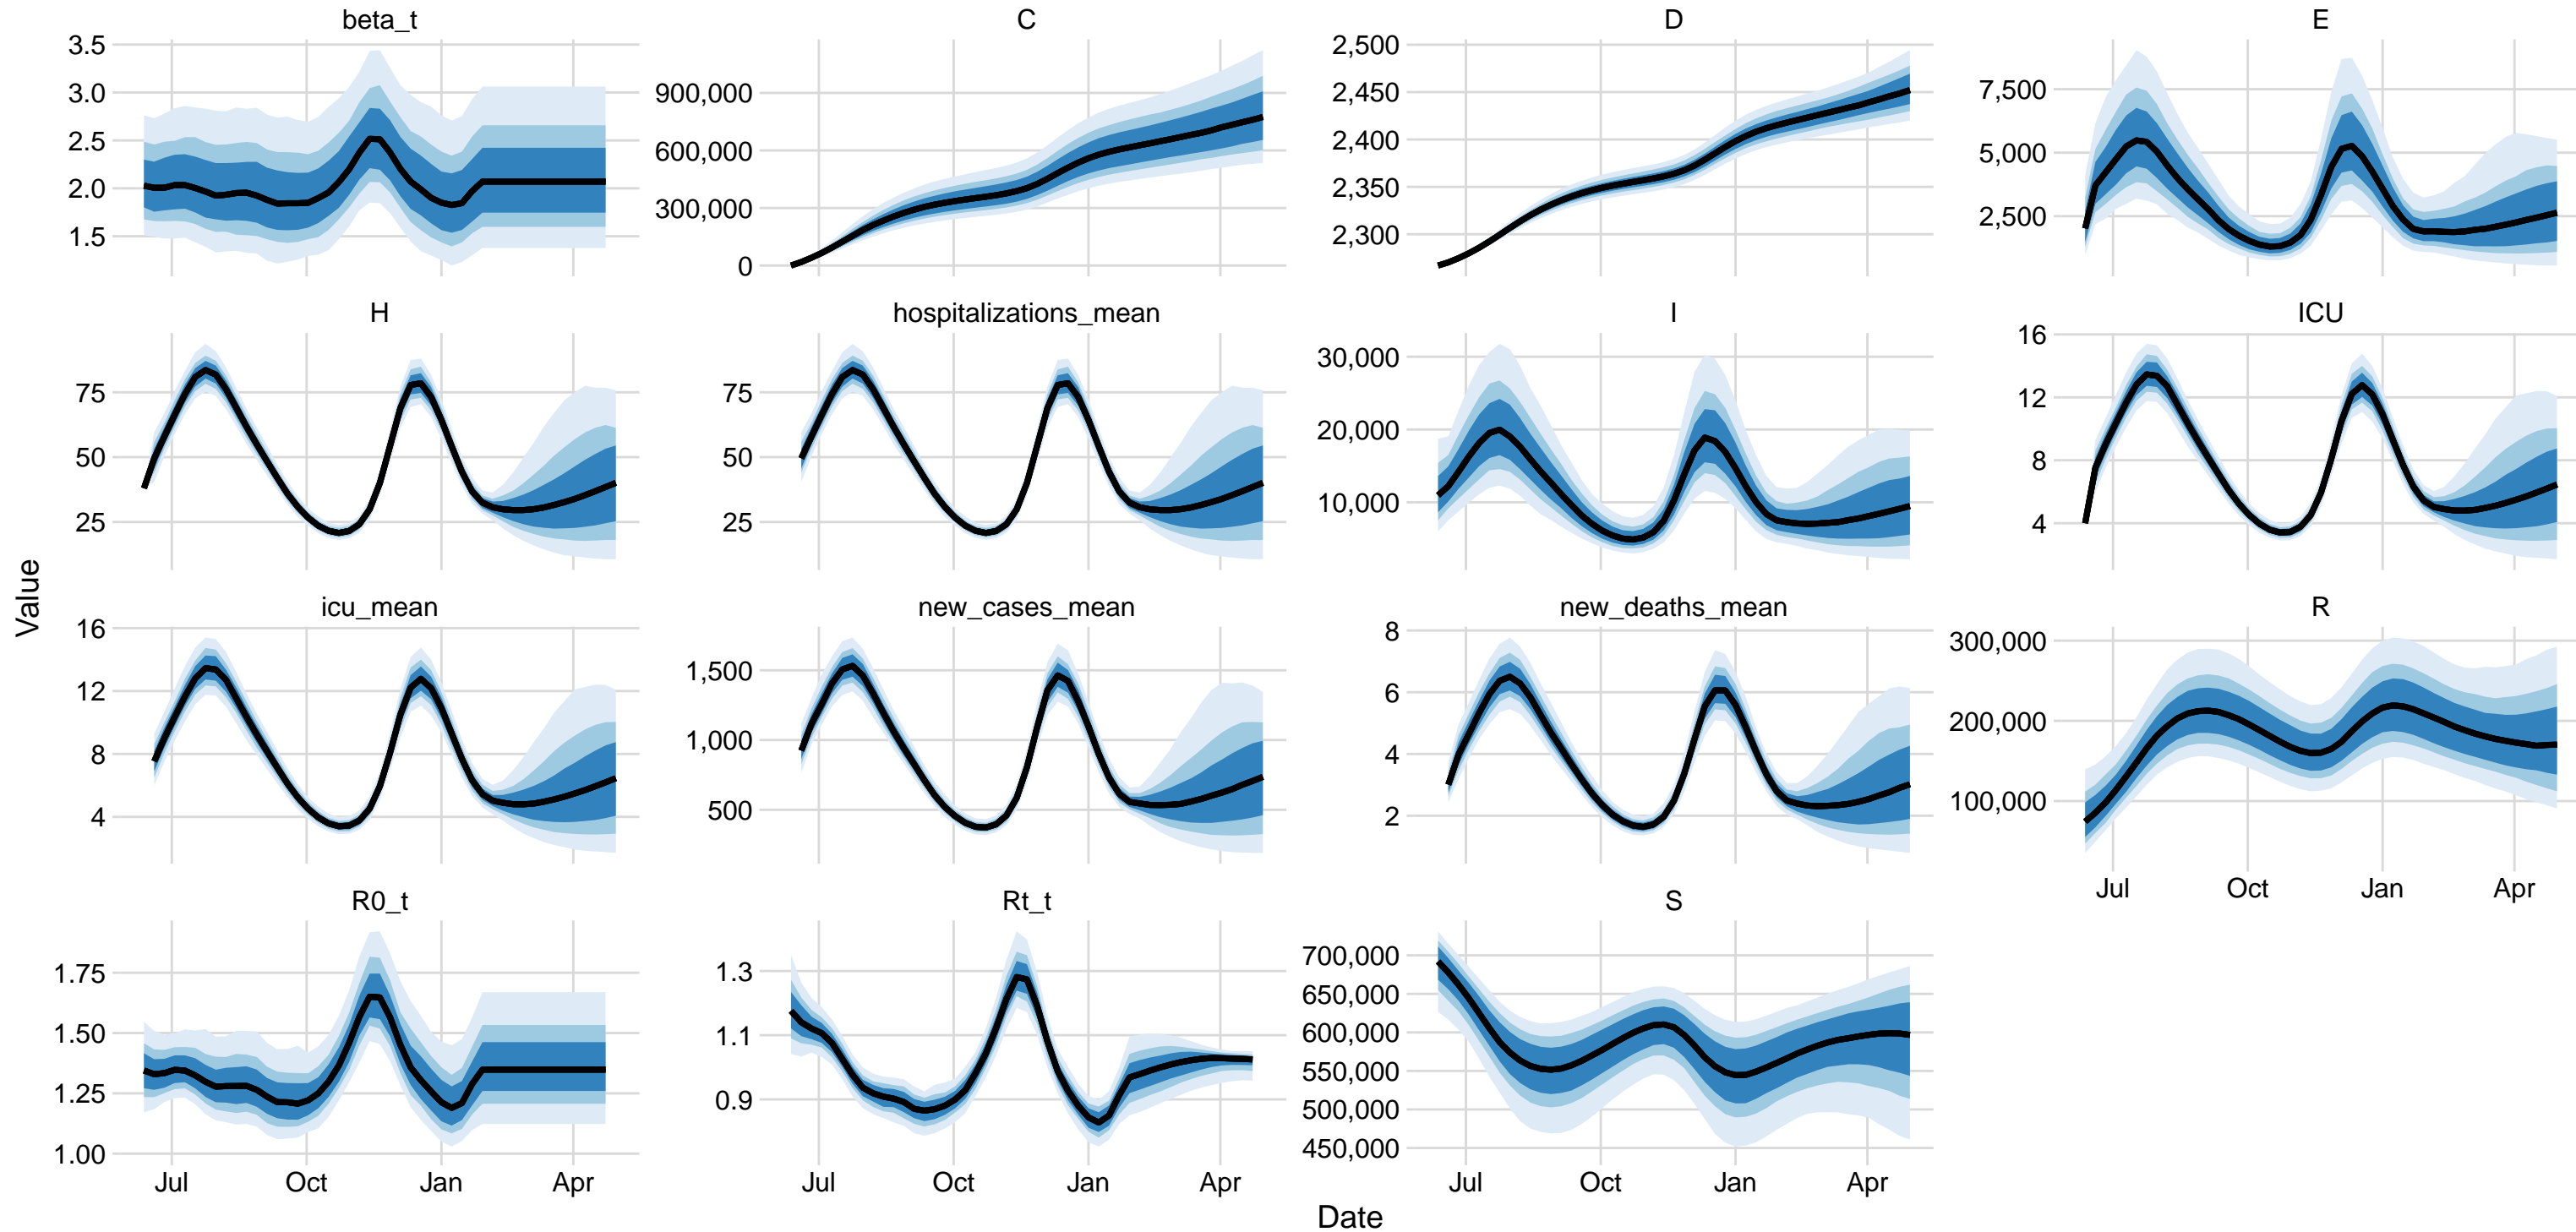 beta_t
3.5
3.0
2.5
2.0
1.5
C
900,000
600,000
300,000
0
D
2,500
2,450
2,400
2,350
2,300
E
7,500
5,000
2,500
H
75
50
25
hospitalizations_mean
75
50
25
I
30,000
20,000
10,000
ICU
16
12
8
4
Value
icu_mean
16
12
8
4
new_cases_mean
1,500
1,000
500
new_deaths_mean
8
6
4
2
R
300,000
200,000
100,000
Jul Oct Jan Apr
R0_t
1.75
1.50
1.25
1.00
Jul Oct Jan Apr
Rt_t
1.3
1.1
0.9
Jul Oct Jan Apr
S
700,000
650,000
600,000
550,000
500,000
450,000
Jul Oct Jan Apr
Date